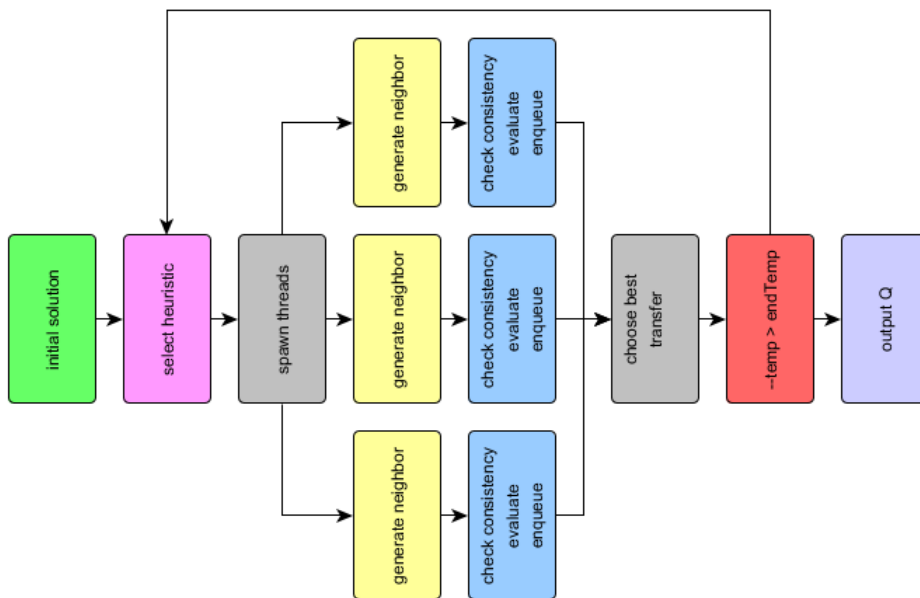 initial solution
select heuristic
spawn threads
generate neighbor
check consistency
evaluate
enqueue
generate neighbor
check consistency
evaluate
enqueue
generate neighbor
check consistency
evaluate
enqueue
choose best
transfer
--temp > endTemp
output Q